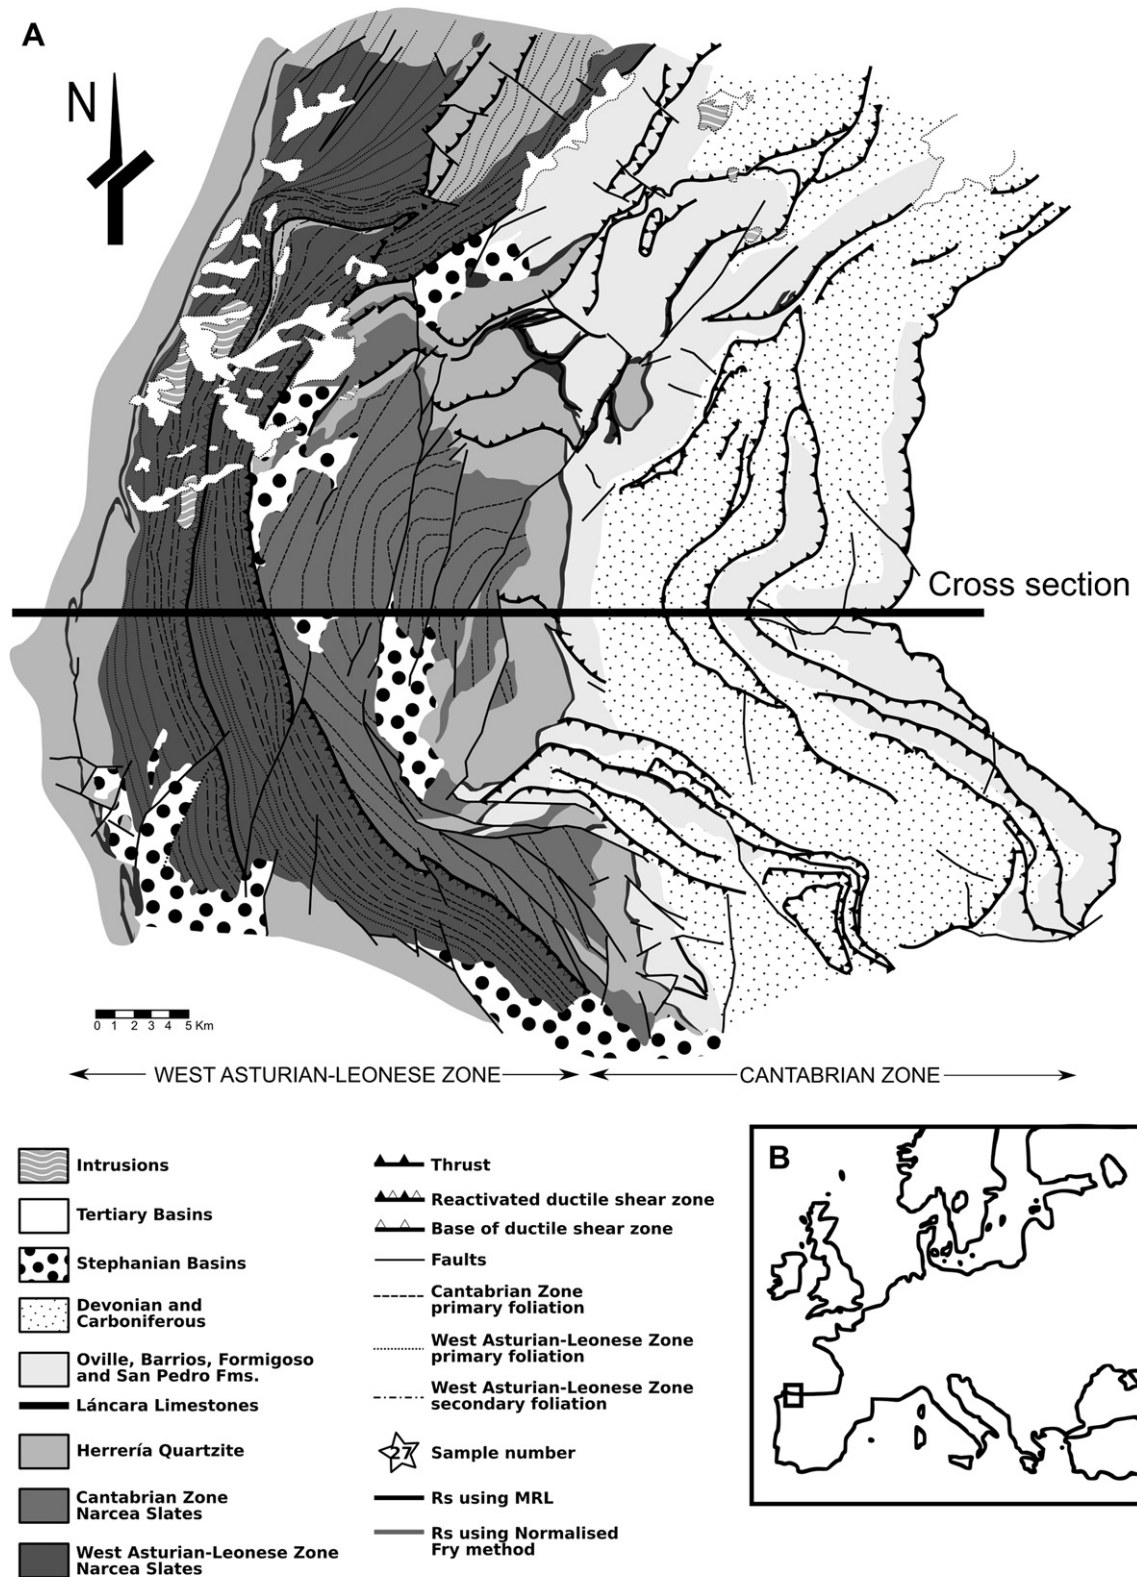 A
N
Cross section
0 1 2 3 4 5 Km
WEST ASTURIAN-LEONESE ZONE
CANTABRIAN ZONE
Intrusions
Tertiary Basins
Stephanian Basins
Devonian and
Carboniferous
Oville, Barrios, Formigoso
and San Pedro Fms.
Láncara Limestones
Herrería Quartzite
Cantabrian Zone
Narcea Slates
West Asturian-Leonese Zone
Narcea Slates
Thrust
Reactivated ductile shear zone
Base of ductile shear zone
Faults
Cantabrian Zone
primary foliation
West Asturian-Leonese Zone
primary foliation
West Asturian-Leonese Zone
secondary foliation
27
Sample number
Rs using MRL
Rs using Normalised
Fry method
B